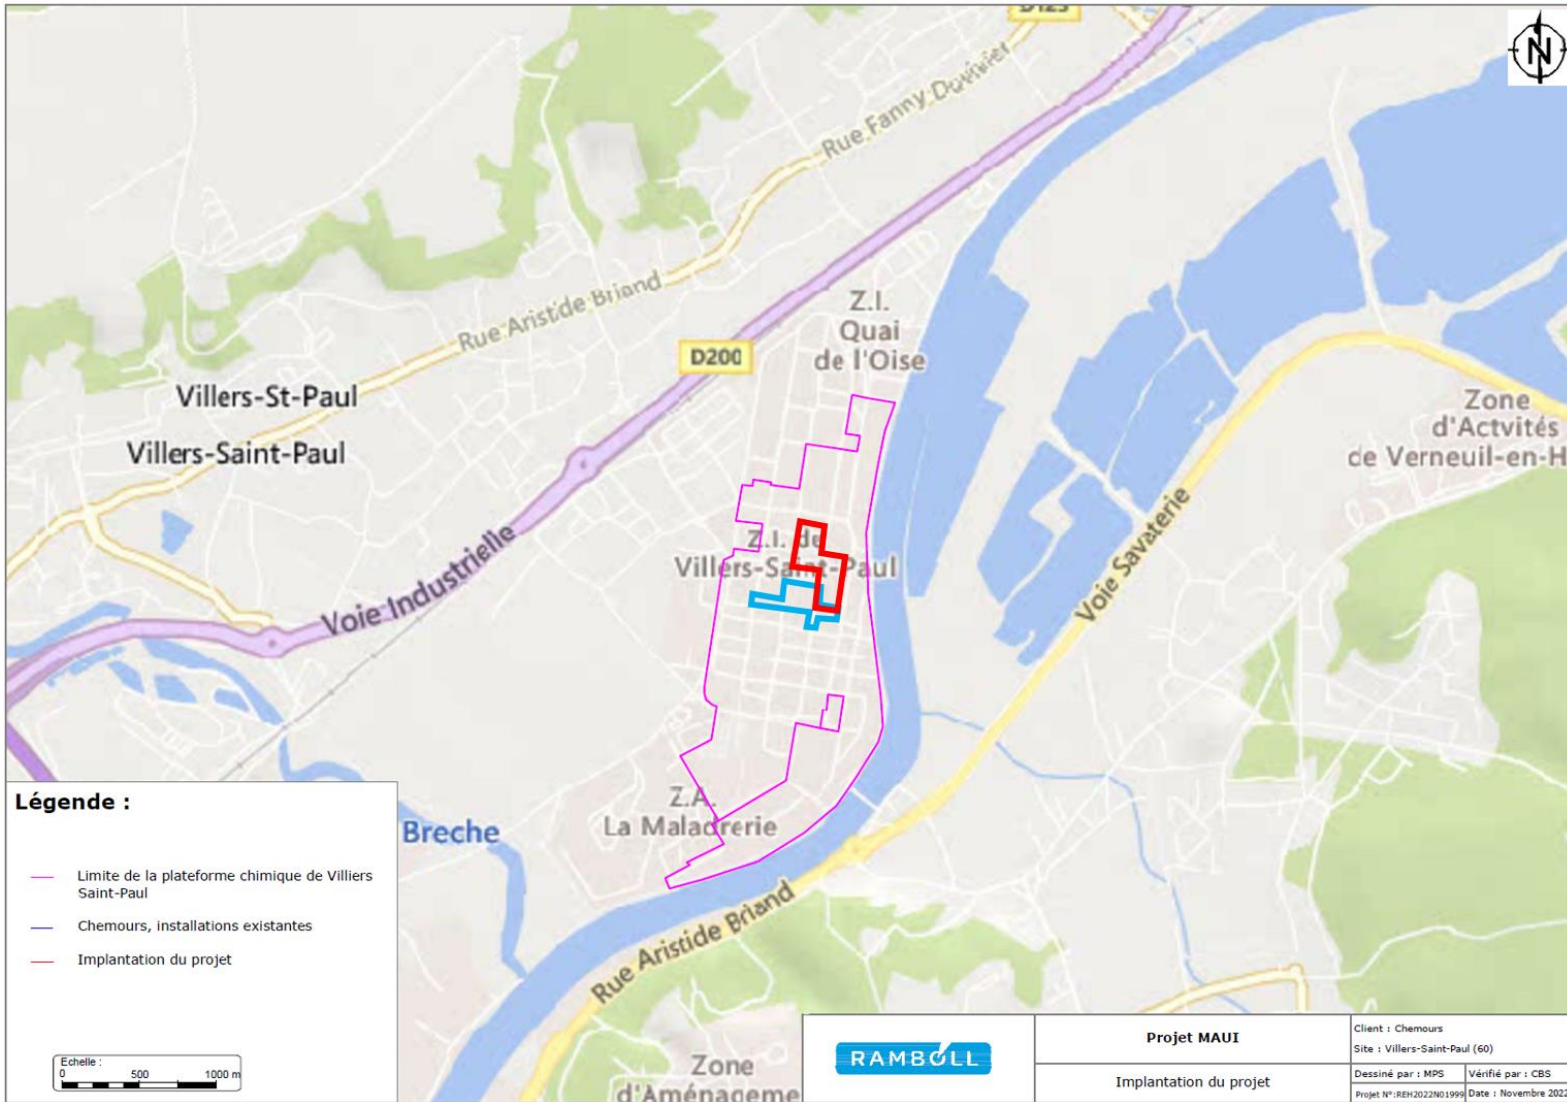 D125
N
Rue Fanny Duvivier
Rue Aristide Briand
Z.I.
Quai
de l'Oise
D200
Villers-St-Paul
Villers-Saint-Paul
Zone
d'Actvités
de Verneuil-en-H
Voie Industrielle
Z.I. de
Villers-Saint-Paul
Voie Savaterie
Z.A.
La Maladrerie
Breche
Rue Aristide Briand
Zone
d'Aménageme
Légende :
Limite de la plateforme chimique de Villiers
Saint-Paul
Chemours, installations existantes
Implantation du projet
Echelle :
0 500 1000 m
RAMBOLL
Projet MAUI
Implantation du projet
Client : Chemours
Site : Villers-Saint-Paul (60)
Dessiné par : MPS
Vérifié par : CBS
Projet N°:REH2022N01999
Date : Novembre 2022